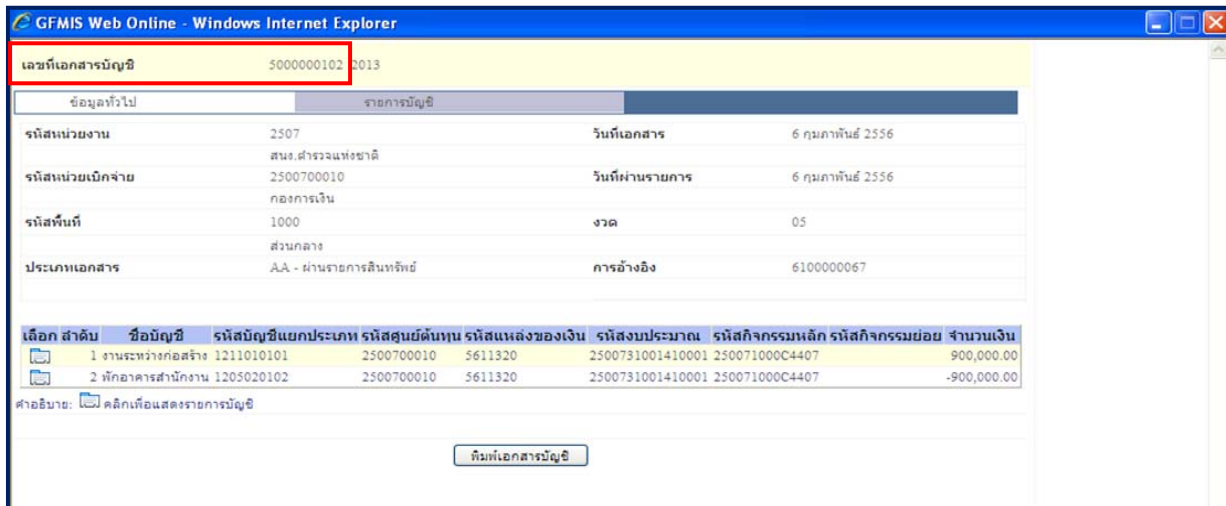 GFMIS Web Online - Windows Internet Explorer
เลขที่เอกสารบัญชี 5000000102 2013
ข้อมูลทั่วไป รายการบัญชี
รหัสหน่วยงาน 2507 วันที่เอกสาร 6 กุมภาพันธ์ 2556
สนง.ตำรวจแห่งชาติ
รหัสหน่วยเบิกจ่าย 2500700010 วันที่ผ่านรายการ 6 กุมภาพันธ์ 2556
กองการเงิน
รหัสพื้นที่ 1000 งวด 05
ส่วนกลาง
ประเภทเอกสาร AA - ผ่านรายการสินทรัพย์ การอ้างอิง 6100000067
เลือก ลำดับ ชื่อบัญชี รหัสบัญชีแยกประเภท รหัสศูนย์ต้นทุน รหัสแหล่งของเงิน รหัสงบประมาณ รหัสกิจกรรมหลัก รหัสกิจกรรมย่อย จำนวนเงิน
1 งานระหว่างก่อสร้าง 1211010101 2500700010 5611320 2500731001410001 250071000C4407 900,000.00
2 พักอาคารสำนักงาน 1205020102 2500700010 5611320 2500731001410001 250071000C4407 -900,000.00
คำอธิบาย: คลิกเพื่อแสดงรายการบัญชี
พิมพ์เอกสารบัญชี